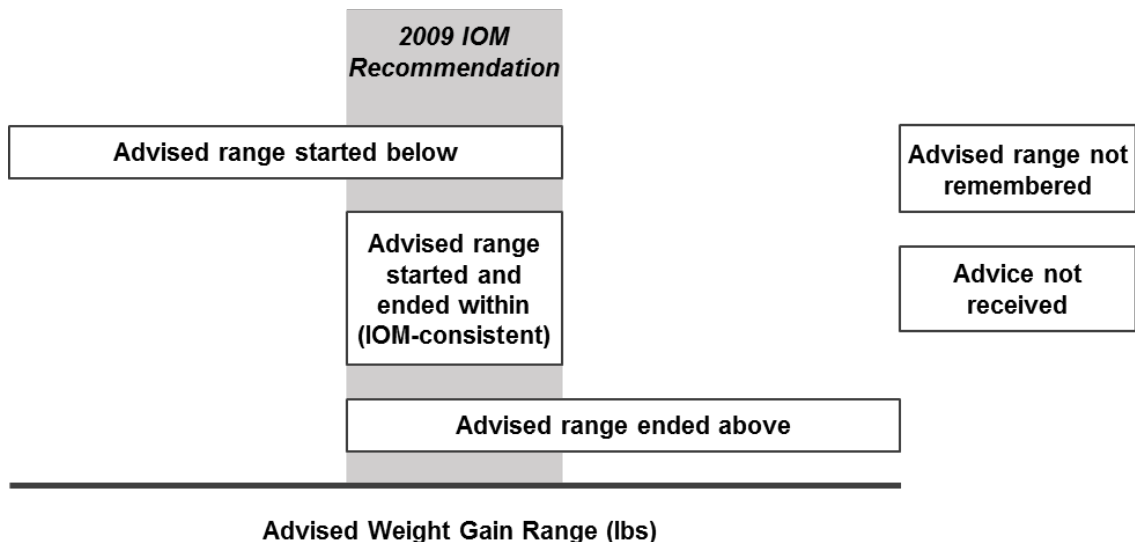 2009 IOM
Recommendation
Advised range started below
Advised range not
remembered
Advised range
started and
ended within
(IOM-consistent)
Advice not
received
Advised range ended above
Advised Weight Gain Range (lbs)